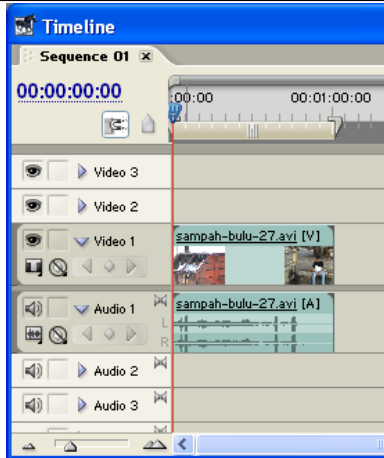 Timeline
Sequence 01
00:00:00:00
:00:00
00:01:00:00
Video 3
Video 2
Video 1
sampah-bulu-27.avi [V]
Audio 1
sampah-bulu-27.avi [A]
L
R
Audio 2
Audio 3